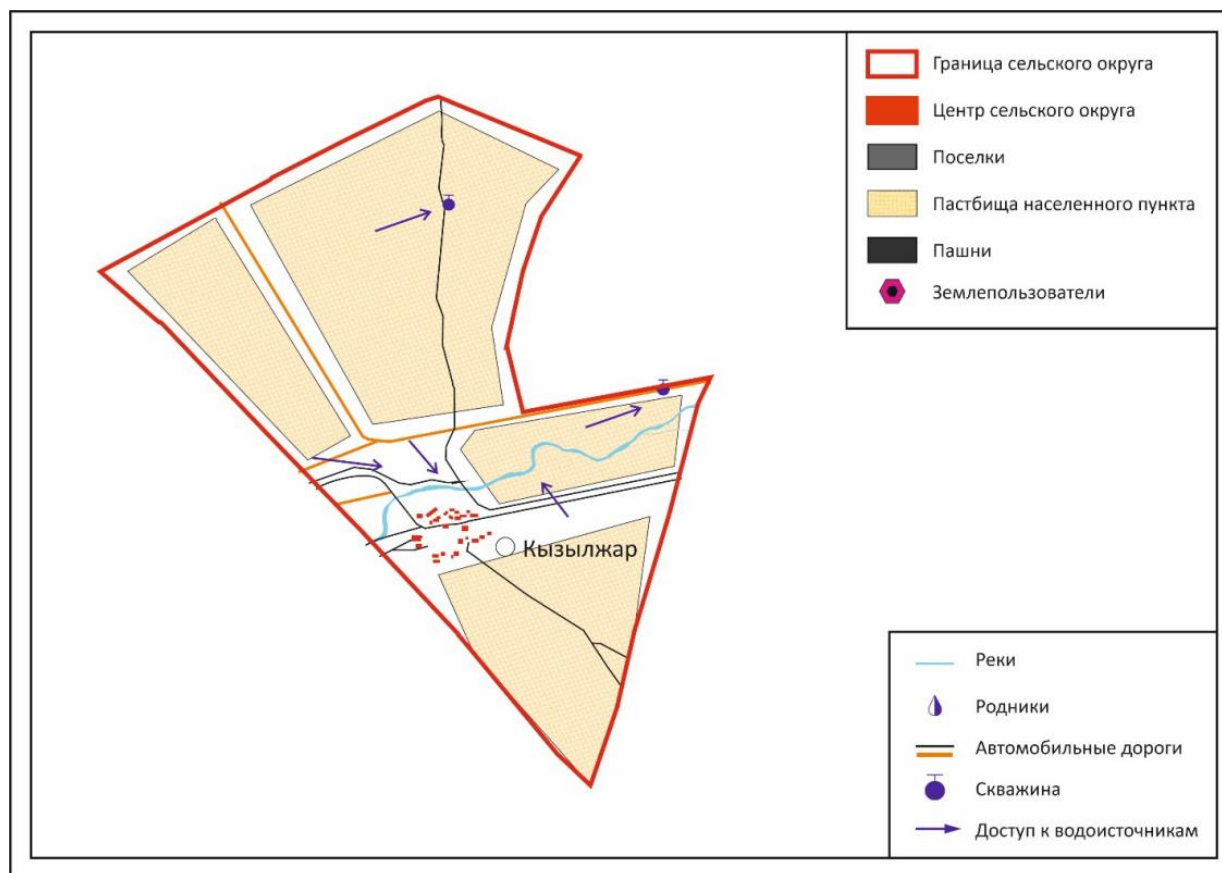 Граница сельского округа
Центр сельского округа
Поселки
Пастбища населенного пункта
Пашни
Землепользователи
Кызылжар
Реки
Родники
Автомобильные дороги
Скважина
Доступ к водоисточникам